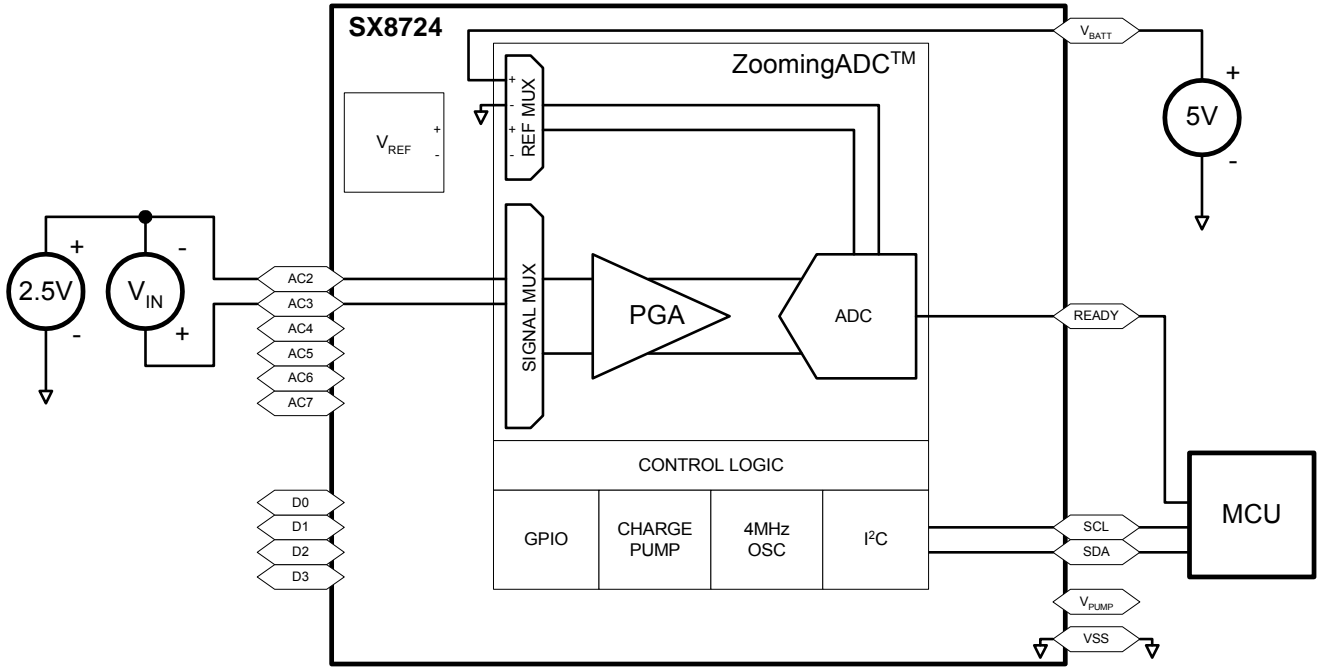 SX8724
V_BATT
ZoomingADC™
+
-
+
-
REF MUX
V_REF
+
-
+
5V
-
+
2.5V
-
-
V_IN
+
AC2
AC3
AC4
AC5
AC6
AC7
SIGNAL MUX
PGA
ADC
READY
CONTROL LOGIC
D0
D1
D2
D3
GPIO
CHARGE
PUMP
4MHz
OSC
I²C
SCL
SDA
MCU
V_PUMP
VSS